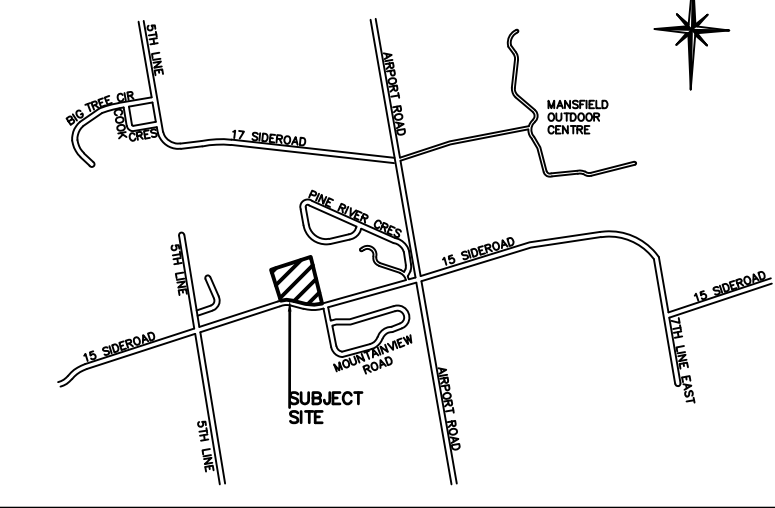 5TH LINE
AIRPORT ROAD
BIG TREE CIR
COOK
CRES
17 SIDEROAD
MANSFIELD
OUTDOOR
CENTRE
PINE RIVER CRES
5TH LINE
15 SIDEROAD
15 SIDEROAD
15 SIDEROAD
MOUNTAINVIEW
ROAD
7TH LINE EAST
SUBJECT
SITE
AIRPORT ROAD
5TH LINE